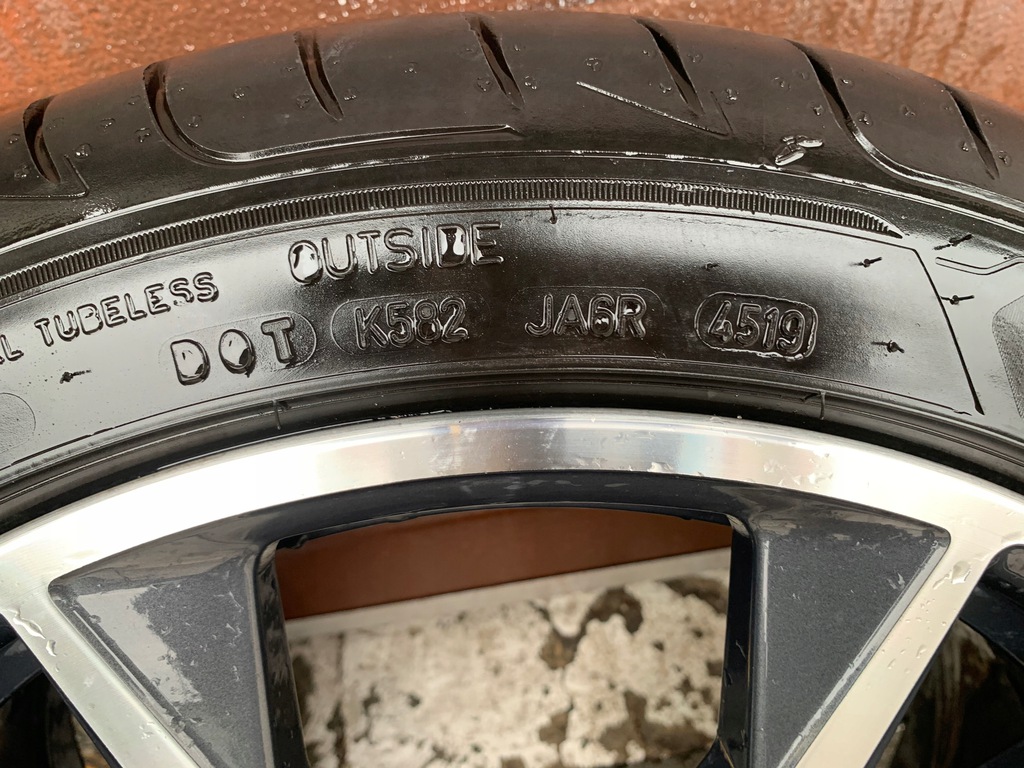 OUTSIDE
TUBELESS
DOT K582 JA6R 4519